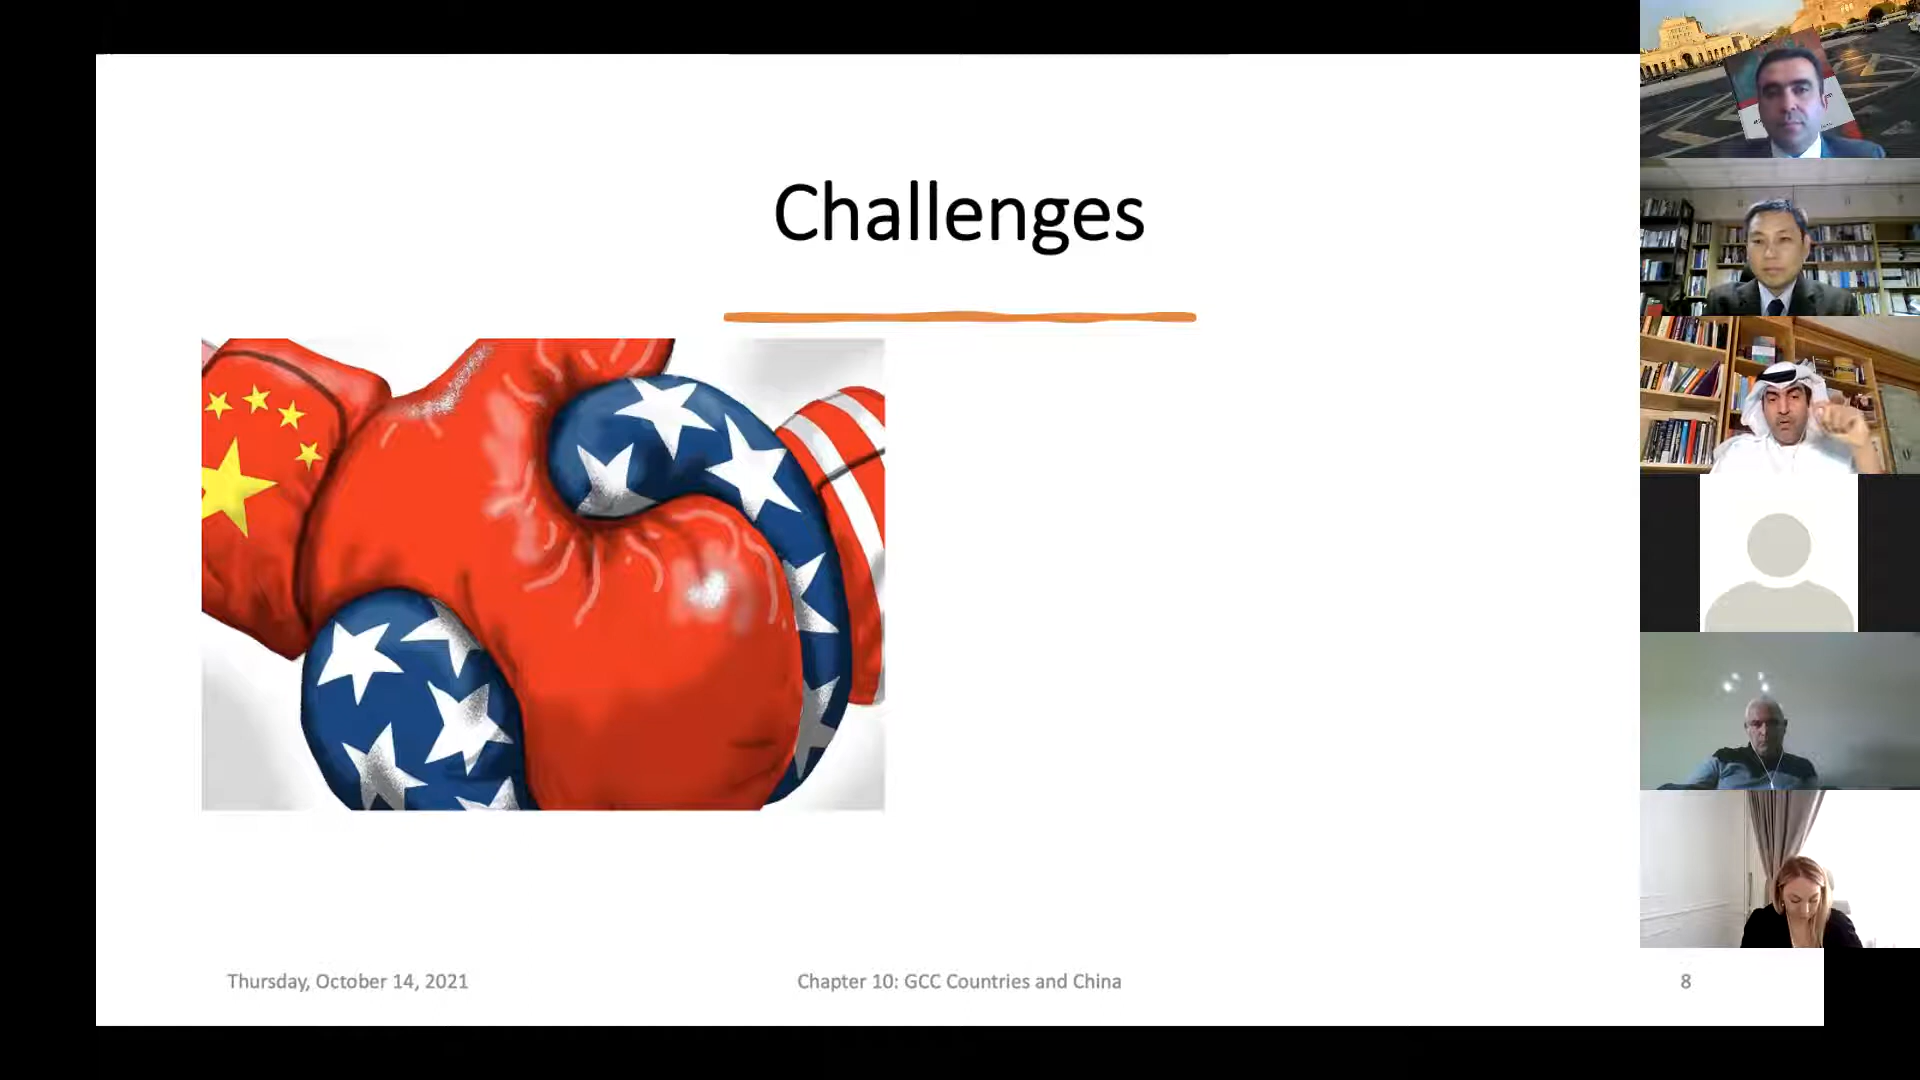 Challenges
Thursday, October 14, 2021
Chapter 10: GCC Countries and China
8